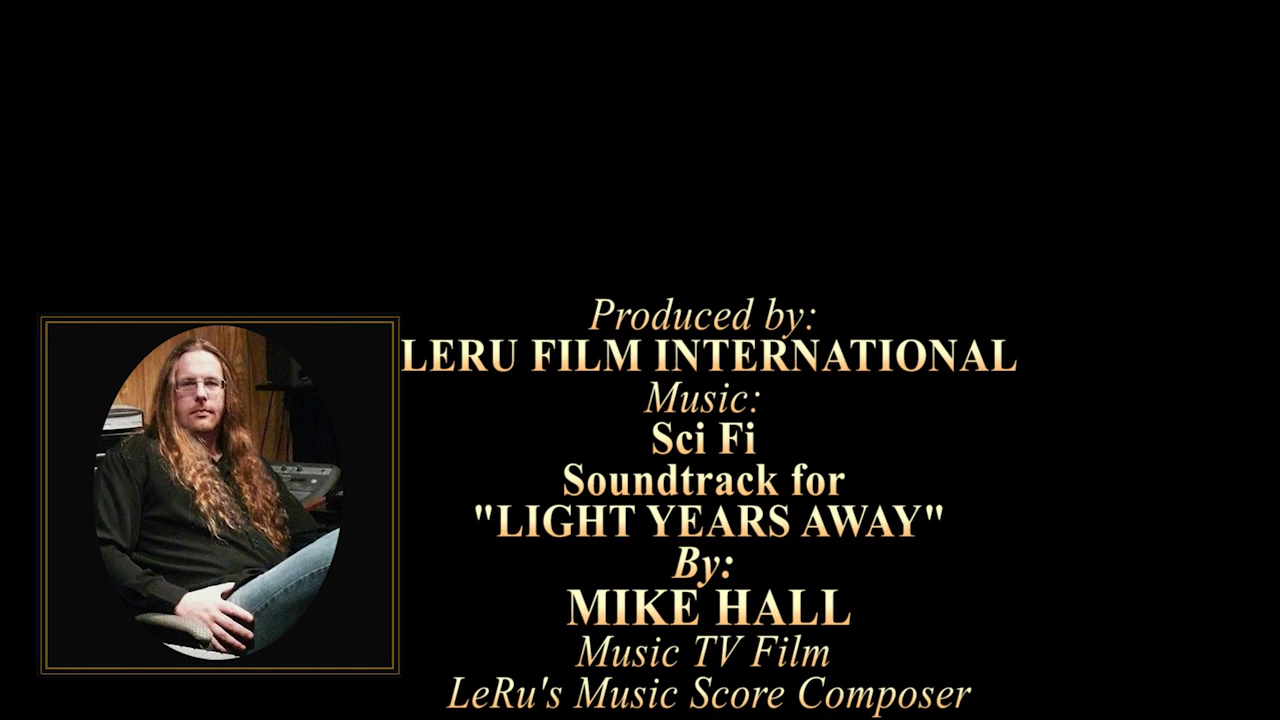 Produced by:
LERU FILM INTERNATIONAL
Music:
Sci Fi
Soundtrack for
"LIGHT YEARS AWAY"
By:
MIKE HALL
Music TV Film
LeRu's Music Score Composer